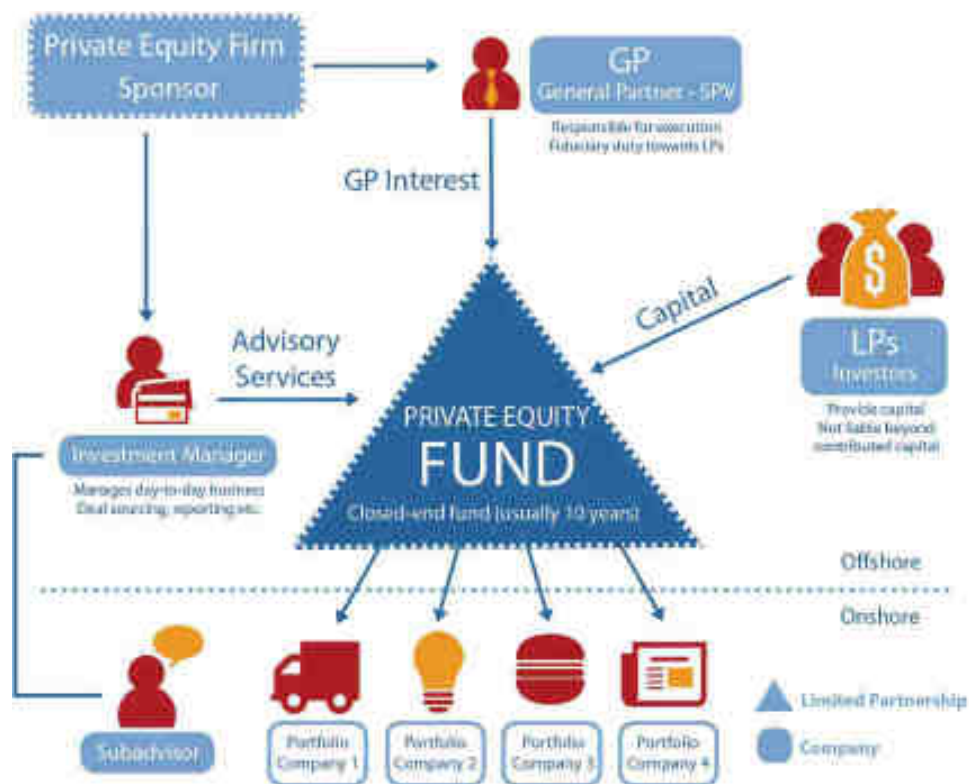 Private Equity Firm
Sponsor
GP
General Partner - SPV
Responsible for execution
Fiduciary duty towards LPs
GP Interest
Capital
LPs
Investors
Provide capital
Not liable beyond
contributed capital
Advisory
Services
Investment Manager
Manages day-to-day business
Deal sourcing, reporting etc.
PRIVATE EQUITY
FUND
Closed-end fund (usually 10 years)
Offshore
Onshore
Subadvisor
Portfolio
Company 1
Portfolio
Company 2
Portfolio
Company 3
Portfolio
Company 4
Limited Partnership
Company
$